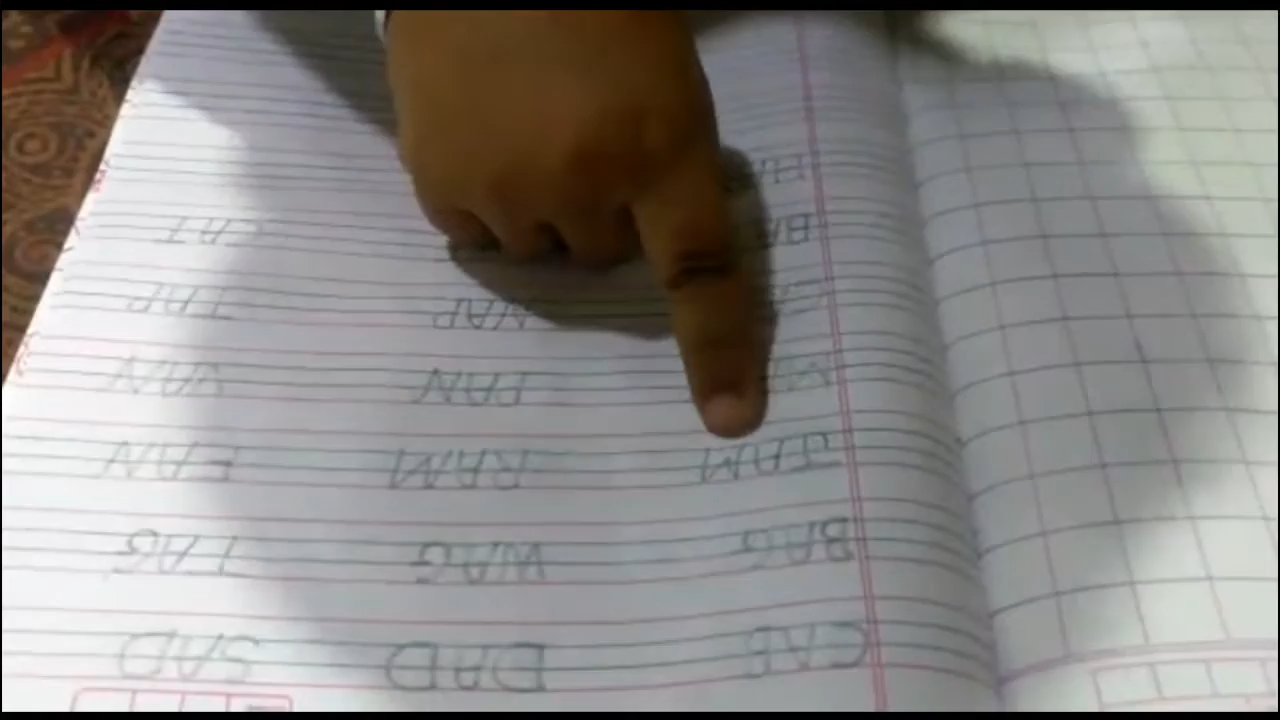 CAB DAD SAD
BAG WAG TAG
JAM RAM FAN
PAN VAN
NAP TAP
CAT